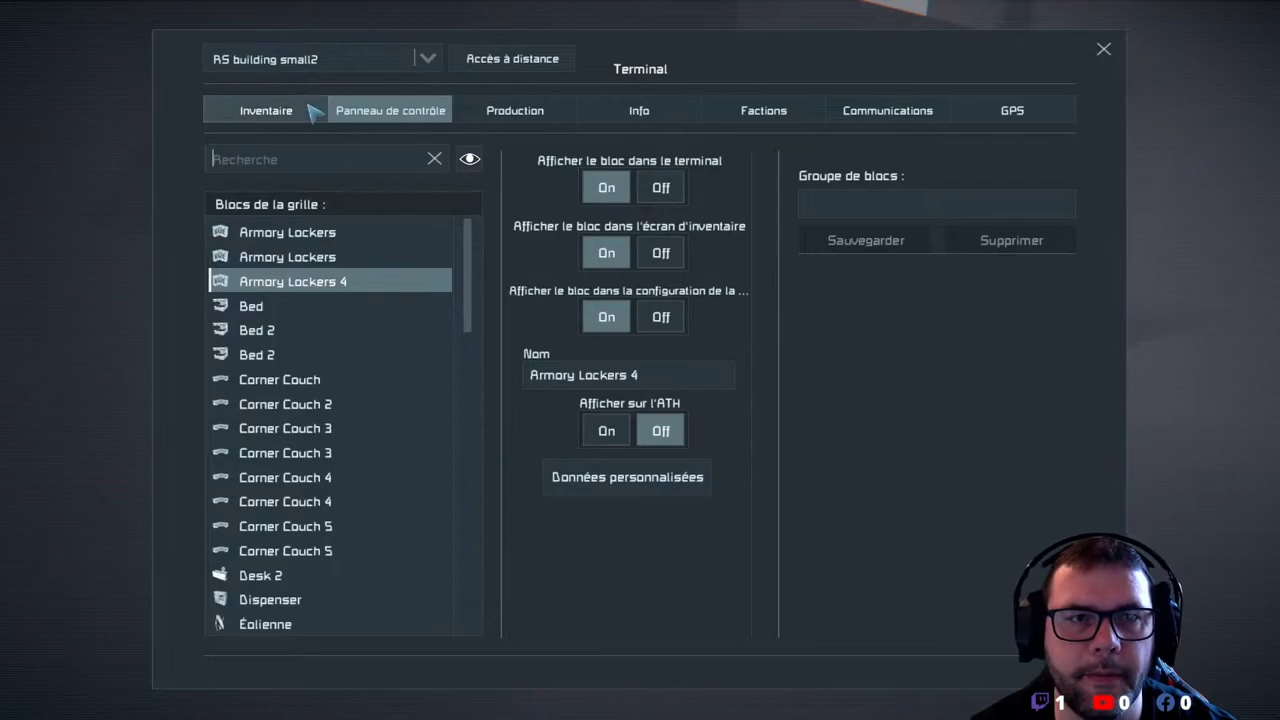 AS building small2
Accès à distance
Terminal
Inventaire
Panneau de contrôle
Production
Info
Factions
Communications
GPS
Recherche
Blocs de la grille :
Armory Lockers
Armory Lockers
Armory Lockers 4
Bed
Bed 2
Bed 2
Corner Couch
Corner Couch 2
Corner Couch 3
Corner Couch 3
Corner Couch 4
Corner Couch 4
Corner Couch 5
Corner Couch 5
Desk 2
Dispenser
Éolienne
Afficher le bloc dans le terminal
On Off
Afficher le bloc dans l'écran d'inventaire
On Off
Afficher le bloc dans la configuration de la ...
On Off
Nom
Armory Lockers 4
Afficher sur l'ATH
On Off
Données personnalisées
Groupe de blocs :
Sauvegarder
Supprimer
1 0 0